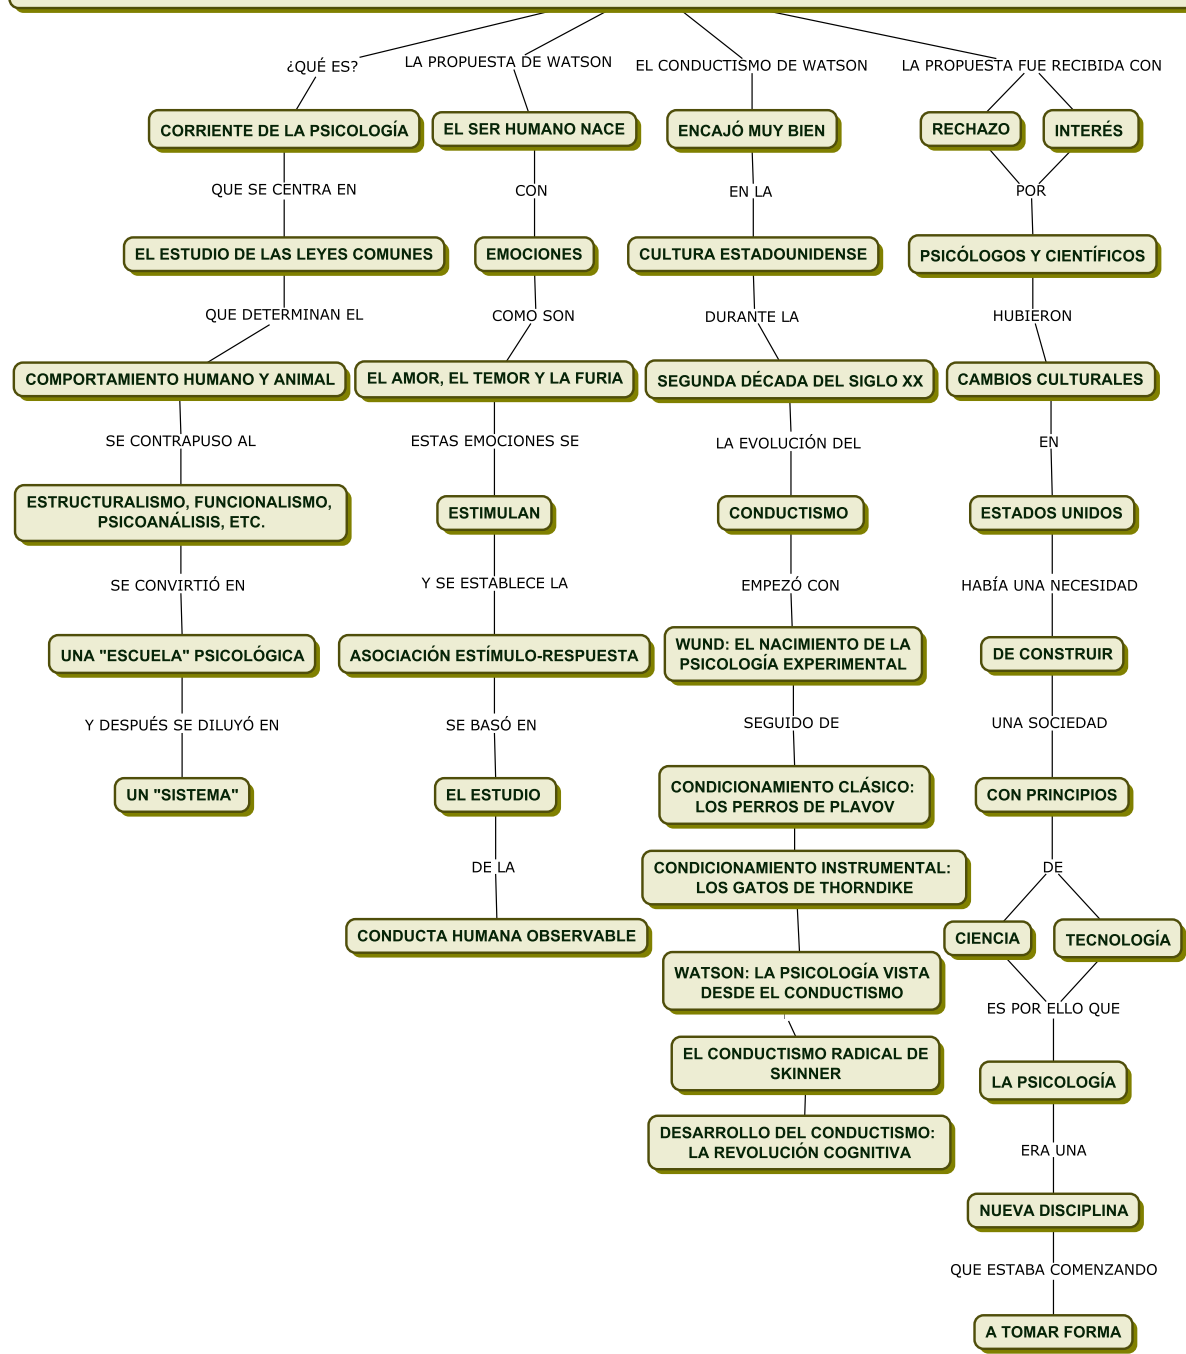 ¿QUÉ ES?
CORRIENTE DE LA PSICOLOGÍA
QUE SE CENTRA EN
EL ESTUDIO DE LAS LEYES COMUNES
QUE DETERMINAN EL
COMPORTAMIENTO HUMANO Y ANIMAL
SE CONTRAPUSO AL
ESTRUCTURALISMO, FUNCIONALISMO,
PSICOANÁLISIS, ETC.
SE CONVIRTIÓ EN
UNA "ESCUELA" PSICOLÓGICA
Y DESPUÉS SE DILUYÓ EN
UN "SISTEMA"
LA PROPUESTA DE WATSON
EL SER HUMANO NACE
CON
EMOCIONES
COMO SON
EL AMOR, EL TEMOR Y LA FURIA
ESTAS EMOCIONES SE
ESTIMULAN
Y SE ESTABLECE LA
ASOCIACIÓN ESTÍMULO-RESPUESTA
SE BASÓ EN
EL ESTUDIO
DE LA
CONDUCTA HUMANA OBSERVABLE
EL CONDUCTISMO DE WATSON
ENCAJÓ MUY BIEN
EN LA
CULTURA ESTADOUNIDENSE
DURANTE LA
SEGUNDA DÉCADA DEL SIGLO XX
LA EVOLUCIÓN DEL
CONDUCTISMO
EMPEZÓ CON
WUND: EL NACIMIENTO DE LA
PSICOLOGÍA EXPERIMENTAL
SEGUIDO DE
CONDICIONAMIENTO CLÁSICO:
LOS PERROS DE PLAVOV
CONDICIONAMIENTO INSTRUMENTAL:
LOS GATOS DE THORNDIKE
WATSON: LA PSICOLOGÍA VISTA
DESDE EL CONDUCTISMO
EL CONDUCTISMO RADICAL DE
SKINNER
DESARROLLO DEL CONDUCTISMO:
LA REVOLUCIÓN COGNITIVA
LA PROPUESTA FUE RECIBIDA CON
RECHAZO
INTERÉS
POR
PSICÓLOGOS Y CIENTÍFICOS
HUBIERON
CAMBIOS CULTURALES
EN
ESTADOS UNIDOS
HABÍA UNA NECESIDAD
DE CONSTRUIR
UNA SOCIEDAD
CON PRINCIPIOS
DE
CIENCIA
TECNOLOGÍA
ES POR ELLO QUE
LA PSICOLOGÍA
ERA UNA
NUEVA DISCIPLINA
QUE ESTABA COMENZANDO
A TOMAR FORMA